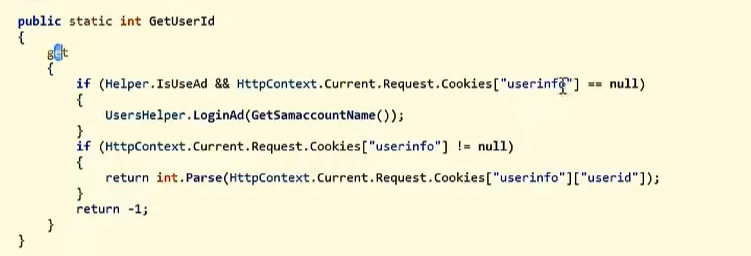 public static int GetUserId
{
get
{
if (Helper.IsUseAd && HttpContext.Current.Request.Cookies["userinfo"] == null)
{
UsersHelper.LoginAd(GetSamaccountName());
}
if (HttpContext.Current.Request.Cookies["userinfo"] != null)
{
return int.Parse(HttpContext.Current.Request.Cookies["userinfo"]["userid"]);
}
return -1;
}
}